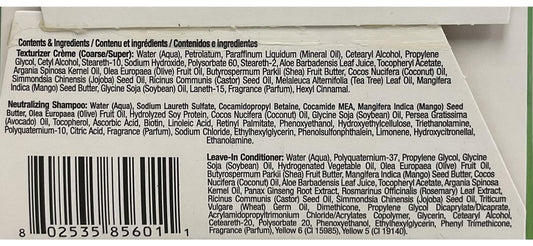 Contents & Ingredients / Contenu et ingrédients / Contenidos e ingredientes
Texturizer Crème (Coarse/Super): Water (Aqua), Petrolatum, Paraffinum Liquidum (Mineral Oil), Cetearyl Alcohol, Propylene
Glycol, Cetyl Alcohol, Steareth-10, Sodium Hydroxide, Polysorbate 60, Steareth-2, Aloe Barbadensis Leaf Juice, Tocopheryl Acetate,
Argania Spinosa Kernel Oil, Olea Europaea (Olive) Fruit Oil, Butyrospermum Parkii (Shea) Fruit Butter, Cocos Nucifera (Coconut) Oil,
Simmondsia Chinensis (Jojoba) Seed Oil, Ricinus Communis (Castor) Seed Oil, Melaleuca Alternifolia (Tea Tree) Leaf Oil, Mangifera
Indica (Mango) Seed Butter, Glycine Soja (Soybean) Oil, Laneth-15, Fragrance (Parfum), Hexyl Cinnamal.
Neutralizing Shampoo: Water (Aqua), Sodium Laureth Sulfate, Cocamidopropyl Betaine, Cocamide MEA, Mangifera Indica (Mango) Seed
Butter, Olea Europaea (Olive) Fruit Oil, Hydrolyzed Soy Protein, Cocos Nucifera (Coconut) Oil, Glycine Soja (Soybean) Oil, Persea Gratissima
(Avocado) Oil, Tocopherol, Ascorbic Acid, Biotin, Linoleic Acid, Retinyl Palmitate, Phenoxyethanol, Hydroxyethylcellulose, Triethanolamine,
Polyquaternium-10, Citric Acid, Fragrance (Parfum), Sodium Chloride, Ethylhexylglycerin, Phenolsulfonphthalein, Limonene, Hydroxycitronellal,
Ethanolamine.
Leave-In Conditioner: Water (Aqua), Polyquaternium-37, Propylene Glycol, Glycine
Soja (Soybean) Oil, Hydrogenated Vegetable Oil, Olea Europaea (Olive) Fruit Oil,
Butyrospermum Parkii (Shea) Fruit Butter, Mangifera Indica (Mango) Seed Butter, Cocos
Nucifera (Coconut) Oil, Aloe Barbadensis Leaf Juice, Tocopheryl Acetate, Argania Spinosa
Kernel Oil, Panax Ginseng Root Extract, Rosmarinus Officinalis (Rosemary) Leaf Extract,
Ricinus Communis (Castor) Seed Oil, Simmondsia Chinensis (Jojoba) Seed Oil, Triticum
Vulgare (Wheat) Germ Oil, Dimethicone, Propylene Glycol Dicaprylate/Dicaprate,
Acrylamidopropyltrimonium Chloride/Acrylates Copolymer, Glycerin, Cetearyl Alcohol,
Ceteareth-20, Polysorbate 20, Phenoxyethanol, Ethylhexylglycerin, Phenyl Trimethicone,
Fragrance (Parfum), Yellow 6 (CI 15985), Yellow 5 (CI 19140).
8 02535 85601 1